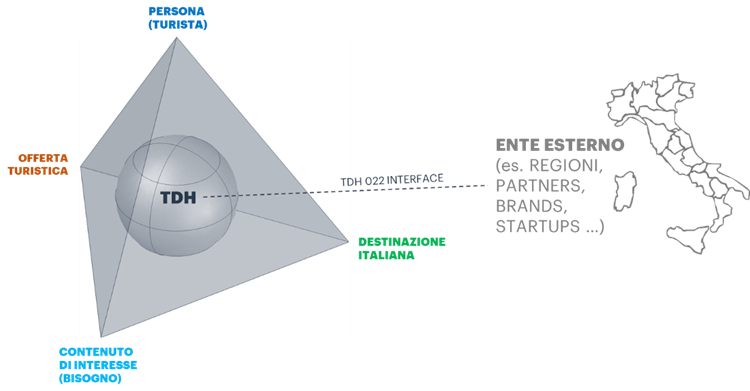 PERSONA
(TURISTA)
OFFERTA
TURISTICA
TDH
TDH 022 INTERFACE
ENTE ESTERNO
(es. REGIONI,
PARTNERS,
BRANDS,
STARTUPS ...)
DESTINAZIONE
ITALIANA
CONTENUTO
DI INTERESSE
(BISOGNO)